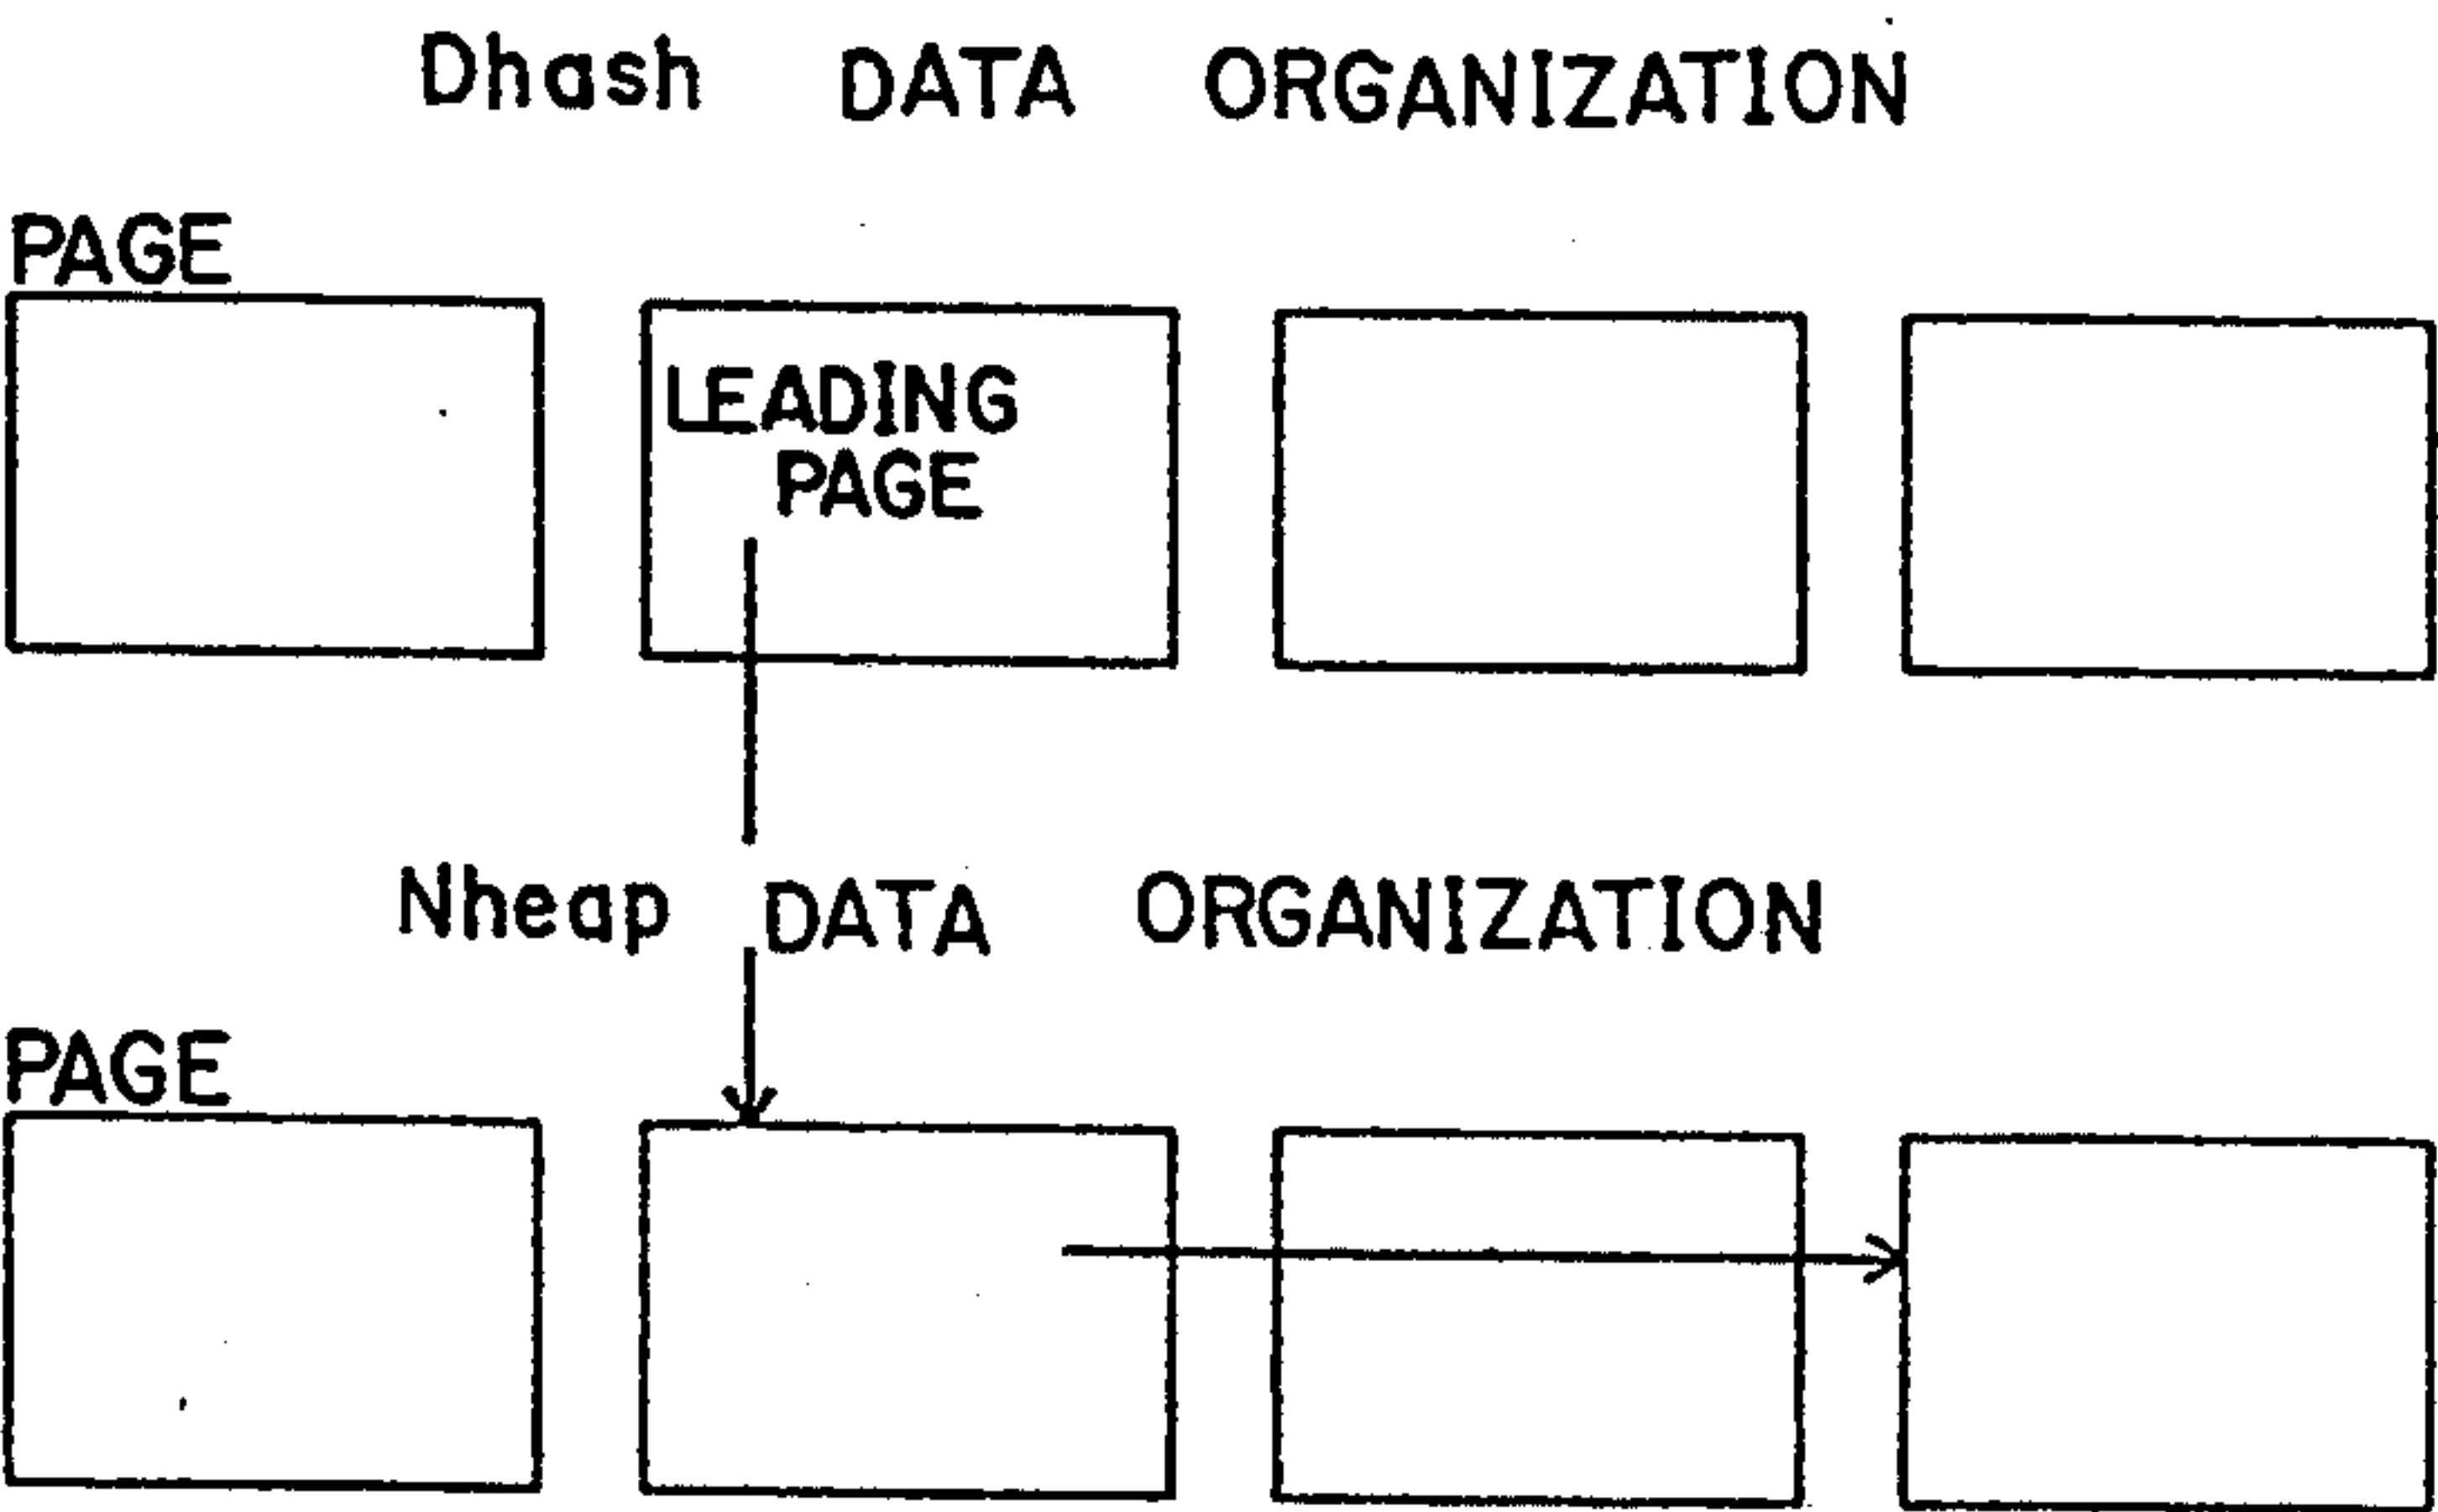 Dhash DATA ORGANIZATION
PAGE
LEADING
PAGE
Nheap DATA ORGANIZATION
PAGE